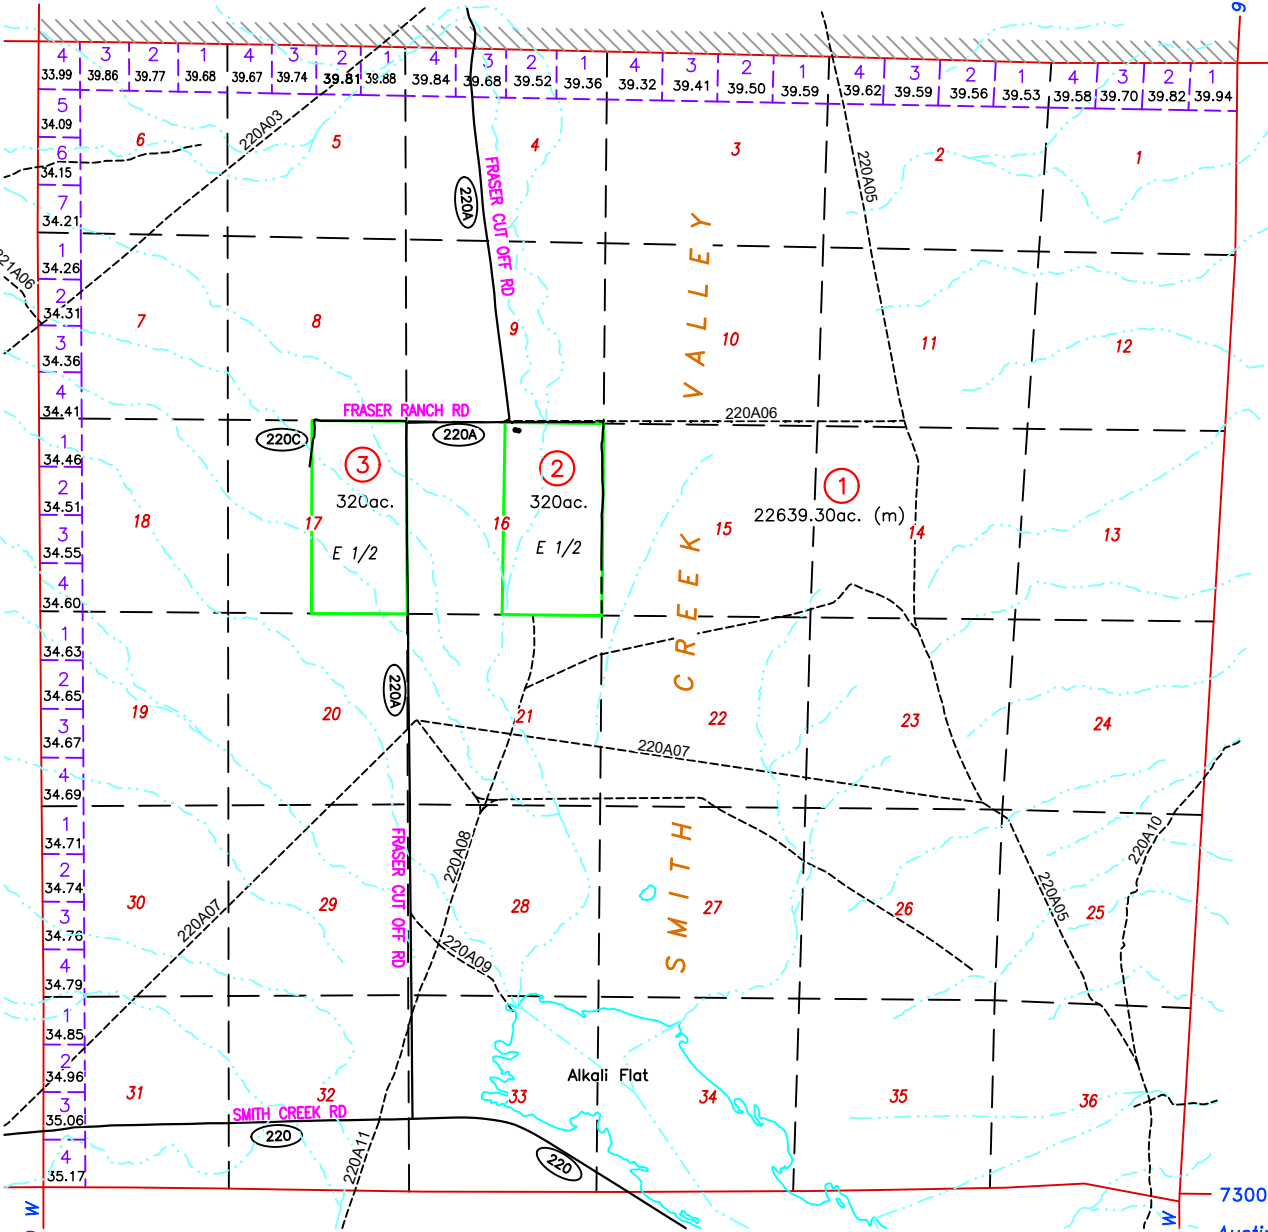 9
4 3 2 1 4 3 2 1 4 3 2 1 4 3 2 1 4 3 2 1 4 3 2 1
33.99 39.86 39.77 39.68 39.67 39.74 39.81 39.88 39.84 39.68 39.52 39.36 39.32 39.41 39.50 39.59 39.62 39.59 39.56 39.53 39.58 39.70 39.82 39.94
5
34.09
6
34.15
7
34.21
1
34.26
2
34.31
3
34.36
4
34.41
1
34.46
2
34.51
3
34.55
4
34.60
1
34.63
2
34.65
3
34.67
4
34.69
1
34.71
2
34.74
3
34.76
4
34.79
1
34.85
2
34.96
3
35.06
4
35.17
6 5 4 3 2 1
220A03
220A05
220A
FRASER CUT OFF RD
221A06
7 8 9 10 11 12
VALLEY
FRASER RANCH RD
220A06
220C
220A
3
320ac.
E 1/2
2
320ac.
E 1/2
1
22639.30ac. (m)
18 17 16 15 14 13
CREEK
220A
19 20 21 22 23 24
220A07
FRASER CUT OFF RD
220A08
220A10
SMITH
30 29 28 27 26 25
220A07
220A09
220A05
Alkali Flat
31 32 33 34 35 36
SMITH CREEK RD
220
220
220A11
7300
W
W